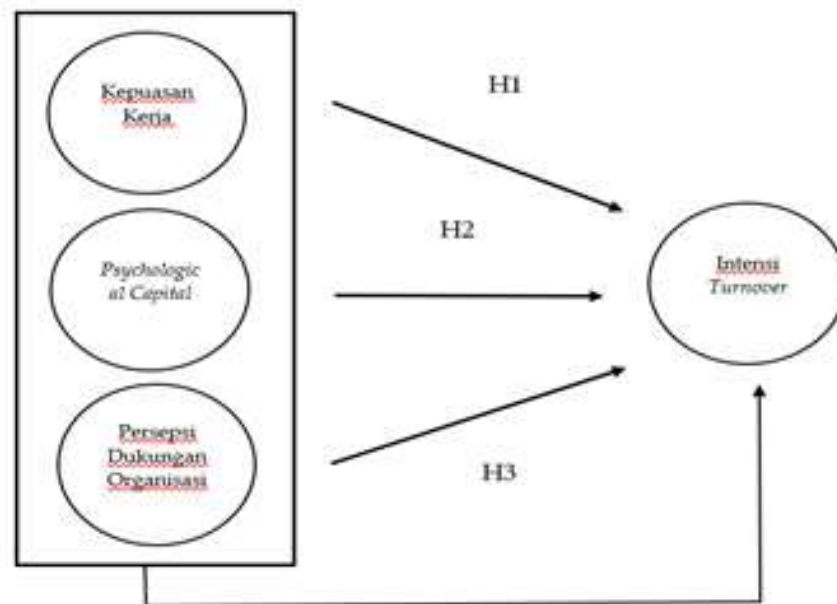 Kepuasan
Kerja
H1
Psychologic
al Capital
H2
Intensi
Turnover
Persepsi
Dukungan
Organisasi
H3